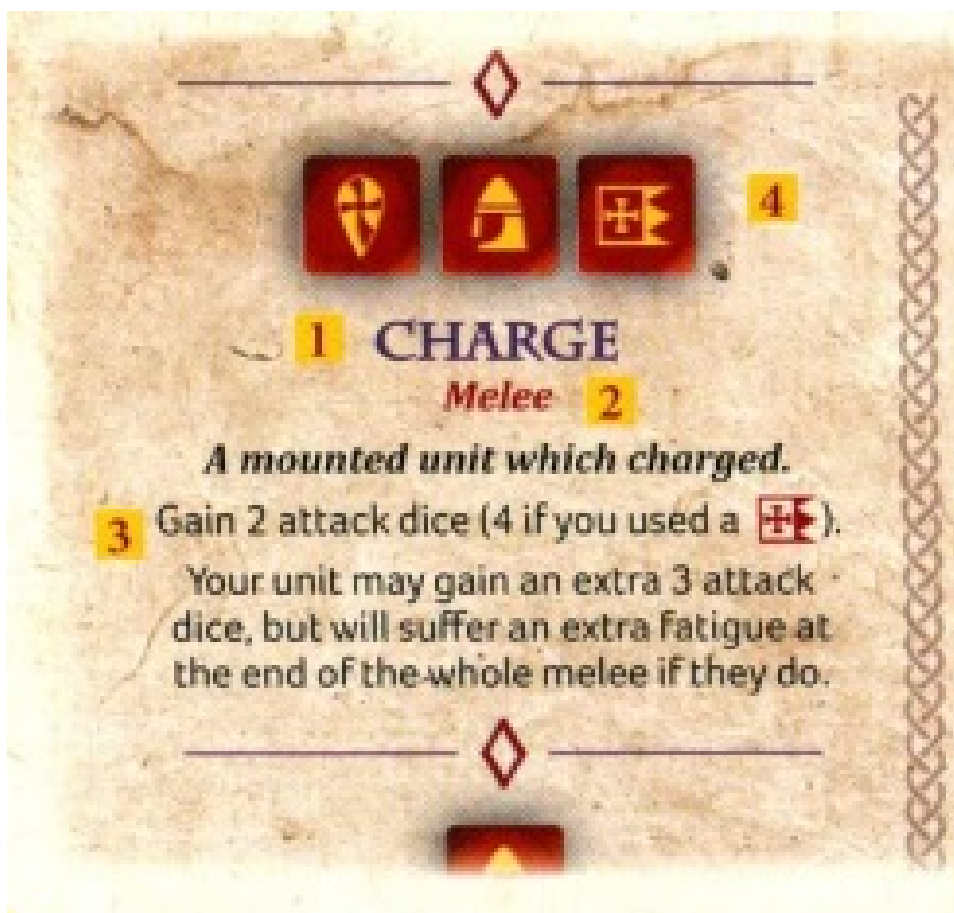 4
1 CHARGE
Melee 2
A mounted unit which charged.
3 Gain 2 attack dice (4 if you used a ).
Your unit may gain an extra 3 attack
dice, but will suffer an extra fatigue at
the end of the whole melee if they do.